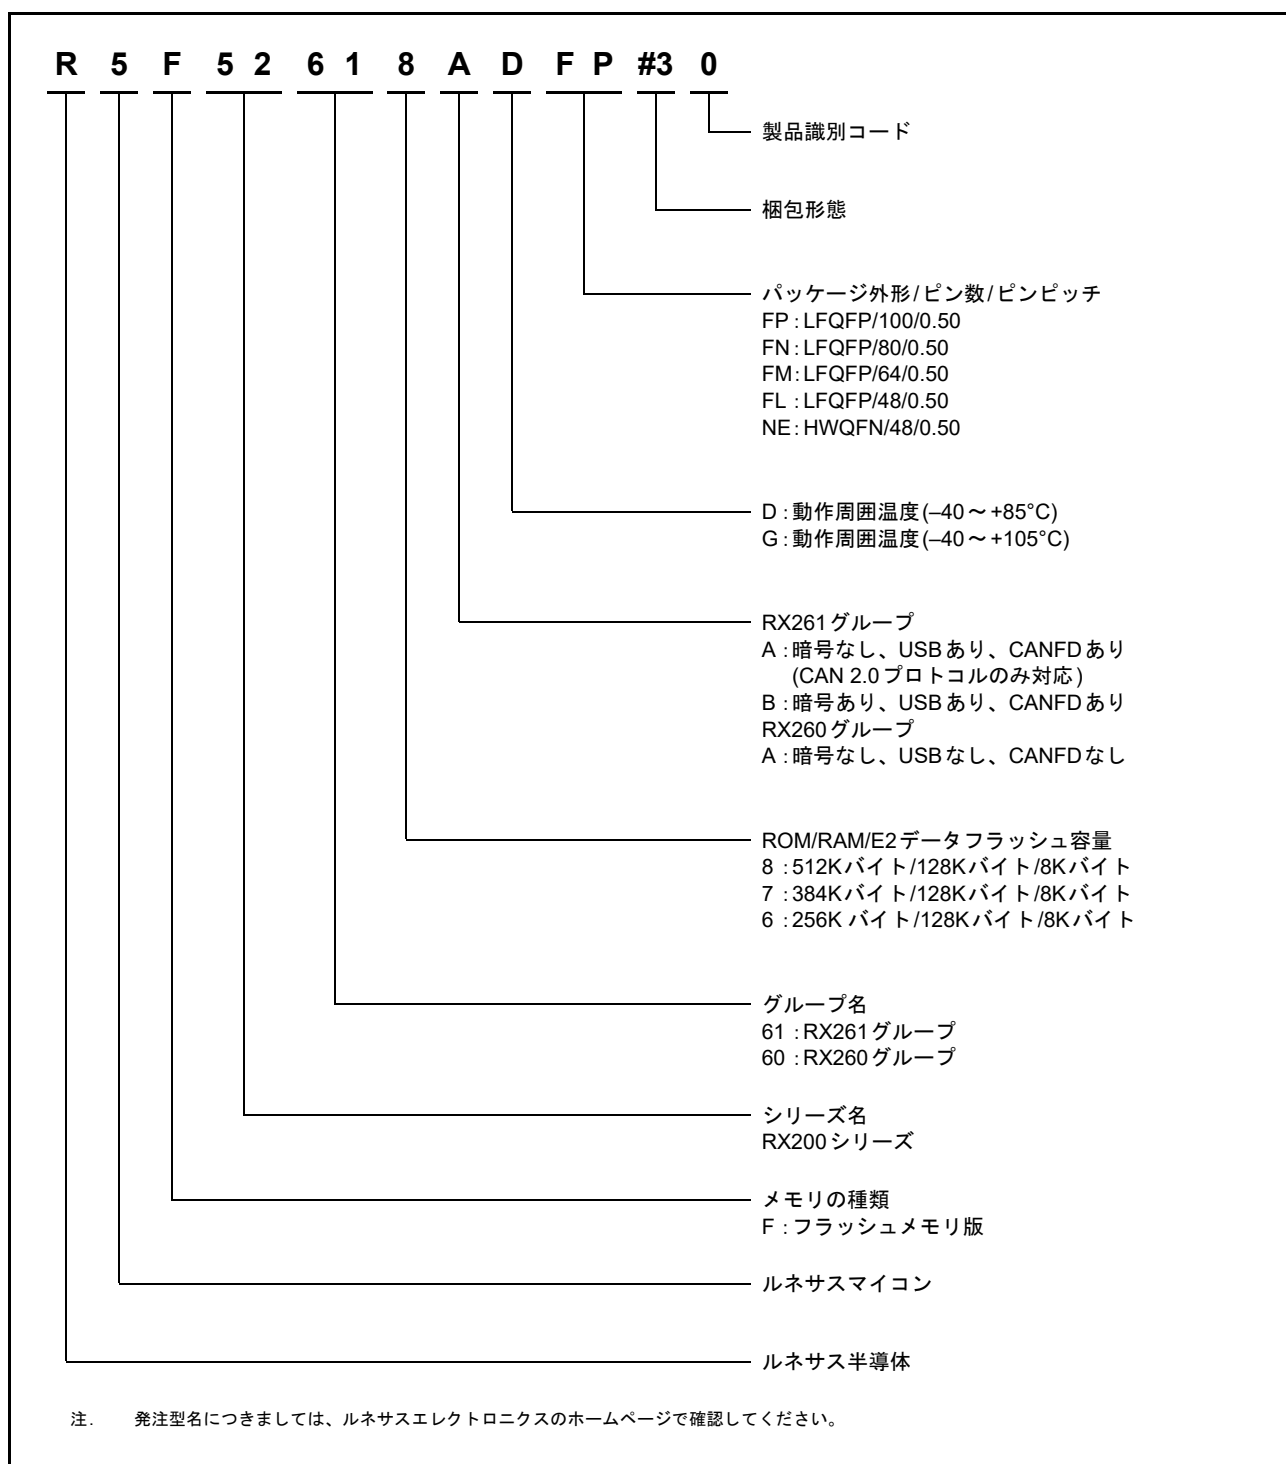 R 5 F 5 2 6 1 8 A D F P #3 0
製品識別コード
梱包形態
パッケージ外形/ピン数/ピンピッチ
FP : LFQFP/100/0.50
FN : LFQFP/80/0.50
FM : LFQFP/64/0.50
FL : LFQFP/48/0.50
NE : HWQFN/48/0.50
D : 動作周囲温度(–40～+85°C)
G : 動作周囲温度(–40～+105°C)
RX261グループ
A : 暗号なし、USBあり、CANFDあり
(CAN 2.0プロトコルのみ対応)
B : 暗号あり、USBあり、CANFDあり
RX260グループ
A : 暗号なし、USBなし、CANFDなし
ROM/RAM/E2データフラッシュ容量
8 : 512Kバイト/128Kバイト/8Kバイト
7 : 384Kバイト/128Kバイト/8Kバイト
6 : 256K バイト/128Kバイト/8Kバイト
グループ名
61 : RX261グループ
60 : RX260グループ
シリーズ名
RX200シリーズ
メモリの種類
F : フラッシュメモリ版
ルネサスマイコン
ルネサス半導体
注. 発注型名につきましては、ルネサスエレクトロニクスのホームページで確認してください。